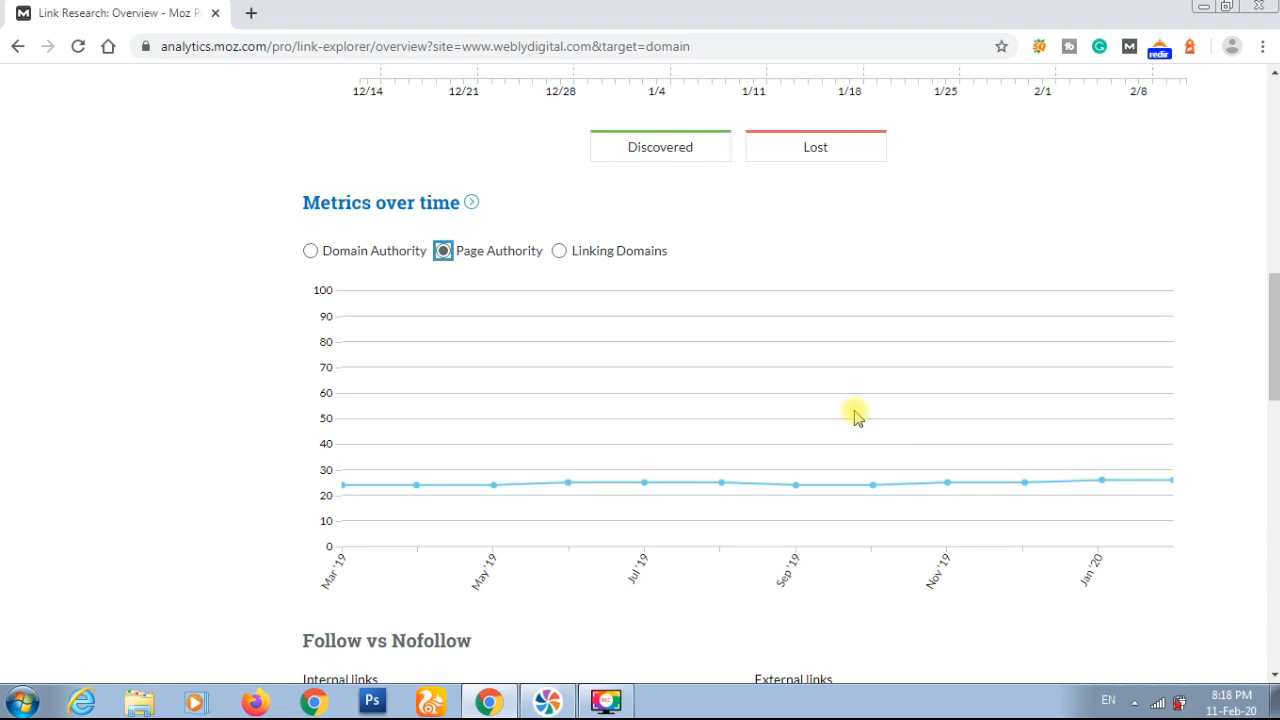 Link Research: Overview - Moz P
analytics.moz.com/pro/link-explorer/overview?site=www.weblydigital.com&target=domain
redir
12/14 12/21 12/28 1/4 1/11 1/18 1/25 2/1 2/8
Discovered Lost
Metrics over time
Domain Authority Page Authority Linking Domains
100
90
80
70
60
50
40
30
20
10
0
Mar '19 May '19 Jul '19 Sep '19 Nov '19 Jan '20
Follow vs Nofollow
Internal links External links
Ps
EN 8:18 PM
11-Feb-20